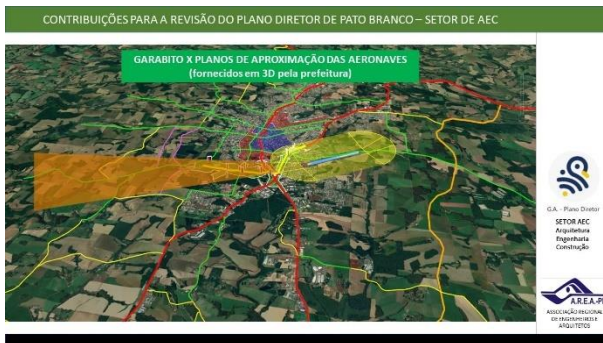 CONTRIBUIÇÕES PARA A REVISÃO DO PLANO DIRETOR DE PATO BRANCO – SETOR DE AEC
GARABITO X PLANOS DE APROXIMAÇÃO DAS AERONAVES
(fornecidos em 3D pela prefeitura)
G.A. - Plano Diretor
SETOR AEC
Arquitetura
Engenharia
Construção
A.R.E.A.-PB
ASSOCIAÇÃO REGIONAL
DE ENGENHEIROS E
ARQUITETOS